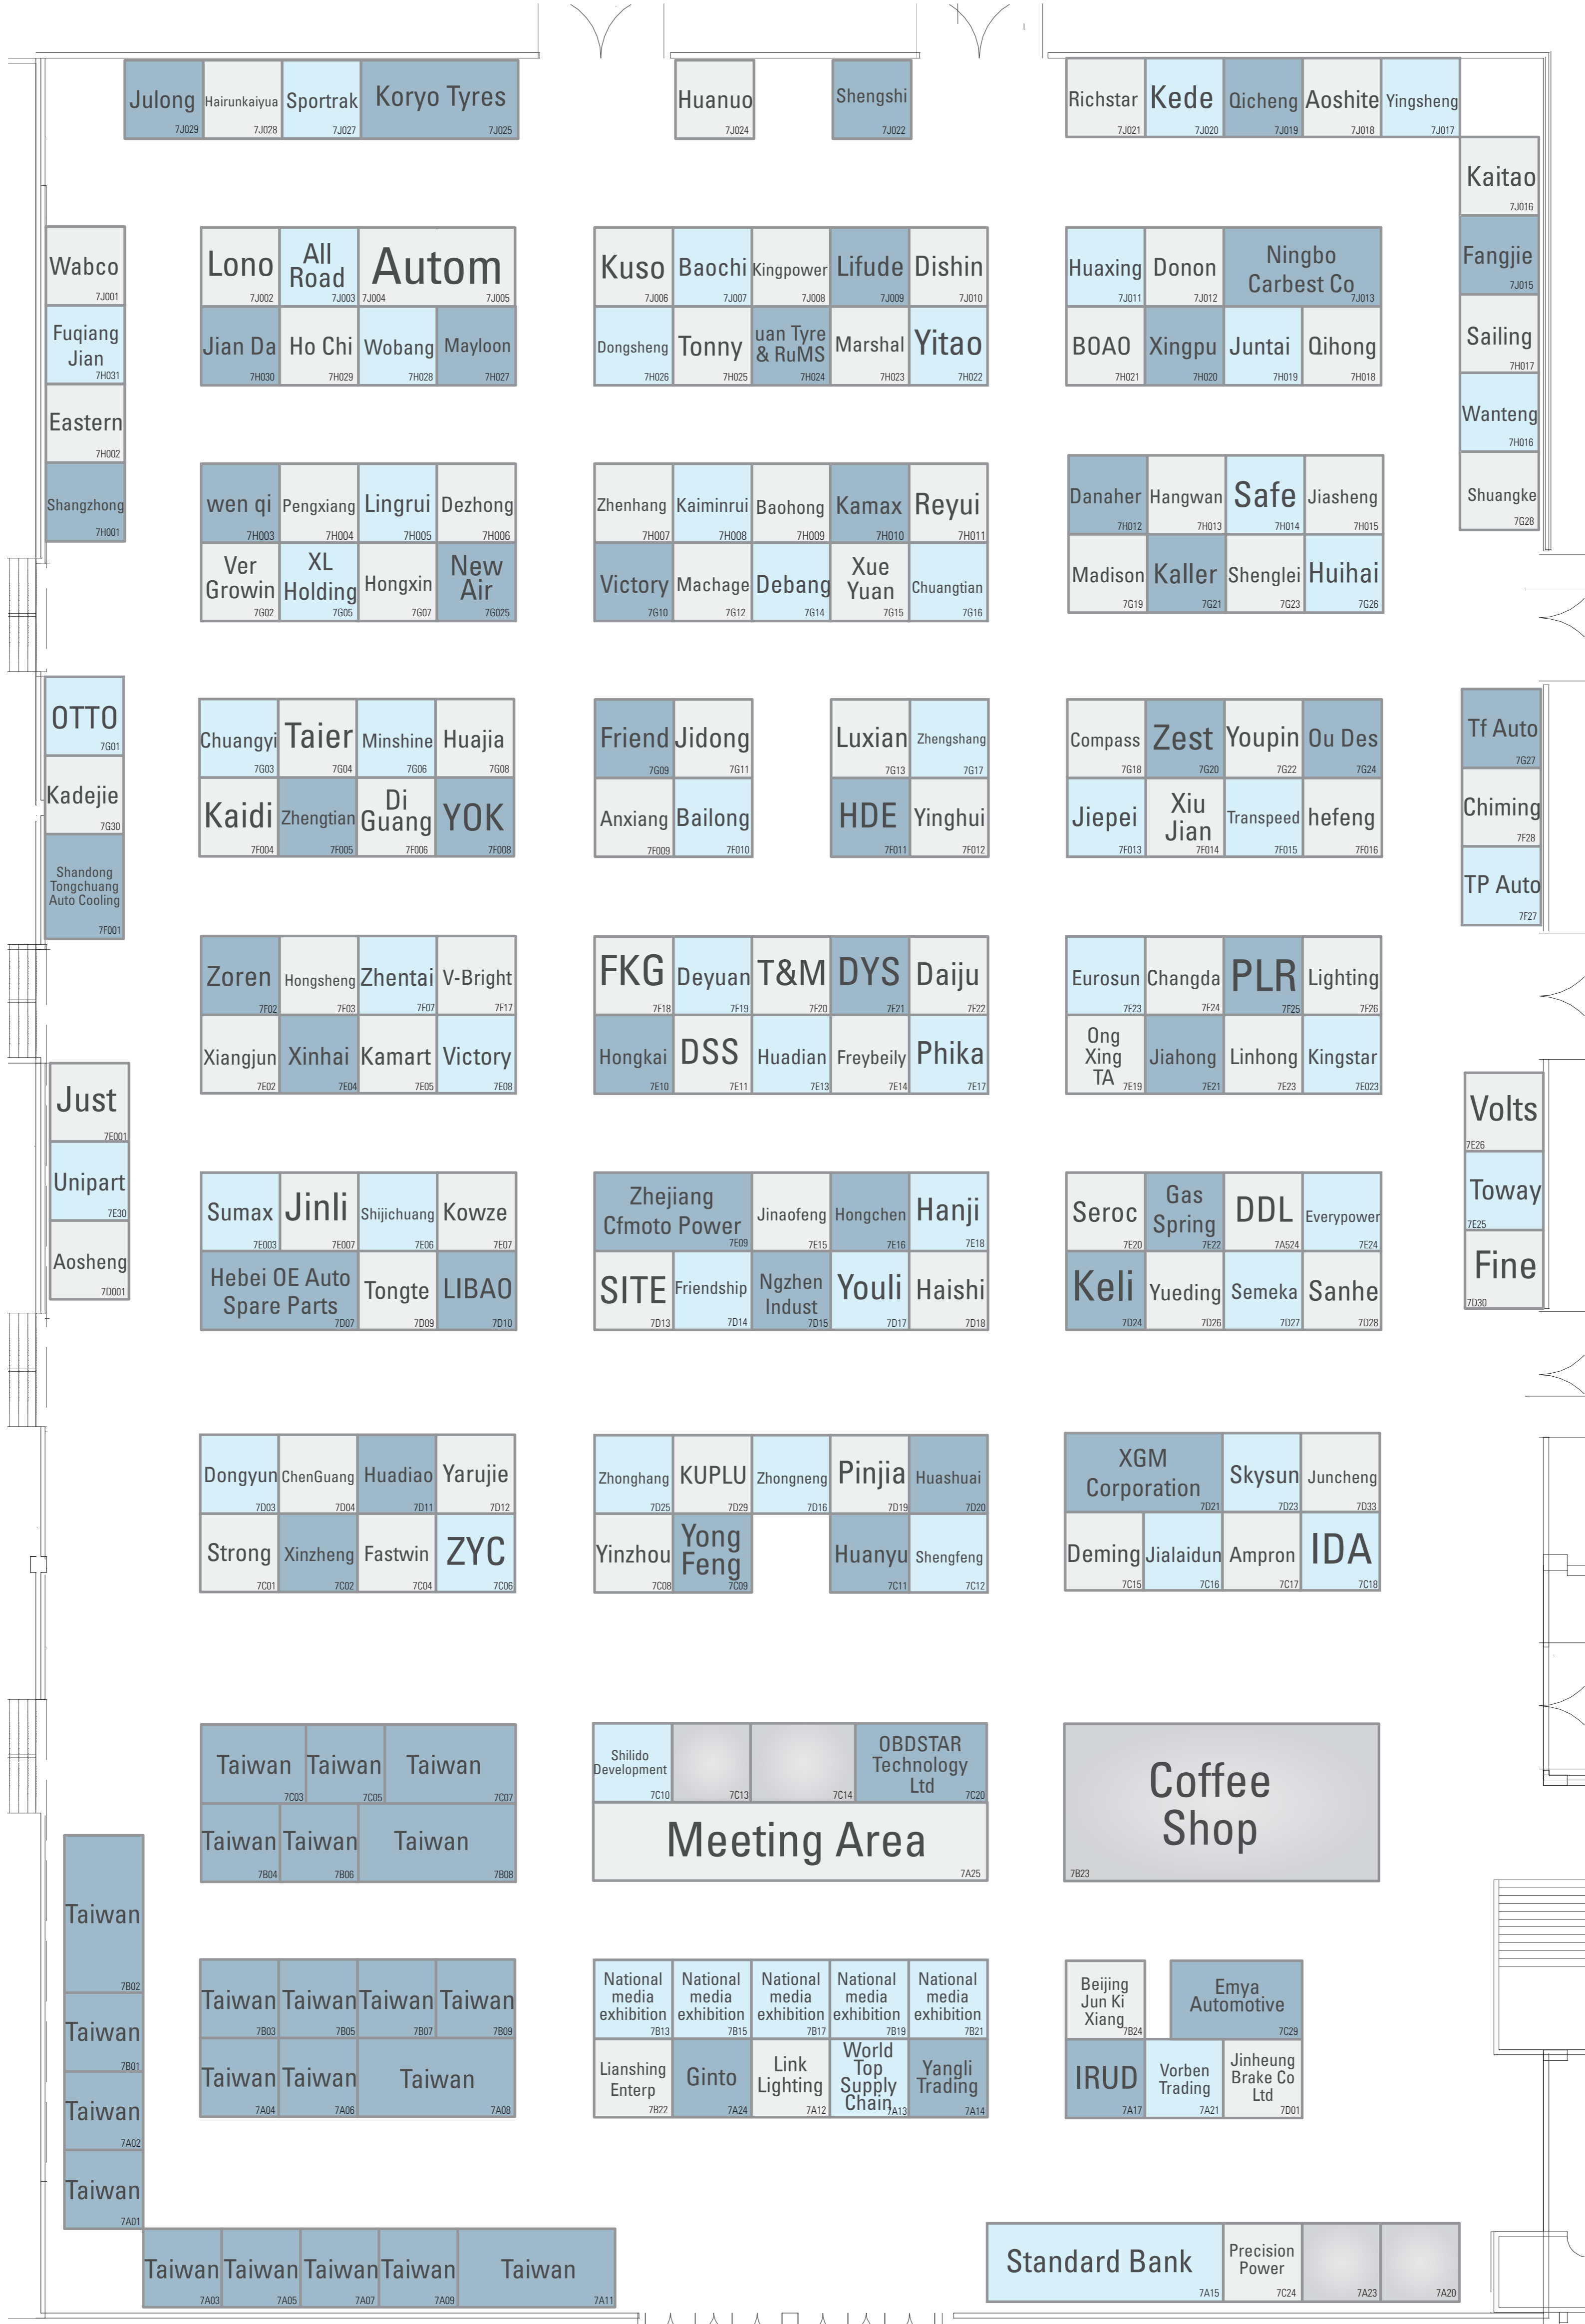 Julong
7J029
Hairunkaiyua
7J028
Sportrak
7J027
Koryo Tyres
7J025
Huanuo
7J024
Shengshi
7J022
Richstar
7J021
Kede
7J020
Qicheng
7J019
Aoshite
7J018
Yingsheng
7J017
Kaitao
7J016
Fangjie
7J015
Sailing
7H017
Wanteng
7H016
Shuangke
7G28
Wabco
7J001
Fuqiang
Jian
7H031
Eastern
7H002
Shangzhong
7H001
Lono
7J002
All
Road
7J003
Autom
7J004
7J005
Jian Da
7H030
Ho Chi
7H029
Wobang
7H028
Mayloon
7H027
Kuso
7J006
Baochi
7J007
Kingpower
7J008
Lifude
7J009
Dishin
7J010
Dongsheng
7H026
Tonny
7H025
uan Tyre
& RuMS
7H024
Marshal
7H023
Yitao
7H022
Huaxing
7J011
Donon
7J012
Ningbo
Carbest Co
7J013
BOAO
7H021
Xingpu
7H020
Juntai
7H019
Qihong
7H018
wen qi
7H003
Pengxiang
7H004
Lingrui
7H005
Dezhong
7H006
Ver
Growin
7G02
XL
Holding
7G05
Hongxin
7G07
New
Air
7G025
Zhenhang
7H007
Kaiminrui
7H008
Baohong
7H009
Kamax
7H010
Reyui
7H011
Victory
7G10
Machage
7G12
Debang
7G14
Xue
Yuan
7G15
Chuangtian
7G16
Danaher
7H012
Hangwan
7H013
Safe
7H014
Jiasheng
7H015
Madison
7G19
Kaller
7G21
Shenglei
7G23
Huihai
7G26
OTTO
7G01
Kadejie
7G30
Shandong
Tongchuang
Auto Cooling
7F001
Chuangyi
7G03
Taier
7G04
Minshine
7G06
Huajia
7G08
Kaidi
7F004
Zhengtian
7F005
Di
Guang
7F006
YOK
7F008
Friend
7G09
Jidong
7G11
Anxiang
7F009
Bailong
7F010
Luxian
7G13
Zhengshang
7G17
HDE
7F011
Yinghui
7F012
Compass
7G18
Zest
7G20
Youpin
7G22
Ou Des
7G24
Jiepei
7F013
Xiu
Jian
7F014
Transpeed
7F015
hefeng
7F016
Tf Auto
7G27
Chiming
7F28
TP Auto
7F27
Zoren
7F02
Hongsheng
7F03
Zhentai
7F07
V-Bright
7F17
Xiangjun
7E02
Xinhai
7E04
Kamart
7E05
Victory
7E08
FKG
7F18
Deyuan
7F19
T&M
7F20
DYS
7F21
Daiju
7F22
Hongkai
7E10
DSS
7E11
Huadian
7E13
Freybeily
7E14
Phika
7E17
Eurosun
7F23
Changda
7F24
PLR
7F25
Lighting
7F26
Ong
Xing
TA
7E19
Jiahong
7E21
Linhong
7E23
Kingstar
7E023
Just
7E001
Unipart
7E30
Aosheng
7D001
Volts
7E26
Toway
7E25
Fine
7D30
Sumax
7E003
Jinli
7E007
Shijichuang
7E06
Kowze
7E07
Hebei OE Auto
Spare Parts
7D07
Tongte
7D09
LIBAO
7D10
Zhejiang
Cfmoto Power
7E09
Jinaofeng
7E15
Hongchen
7E16
Hanji
7E18
SITE
7D13
Friendship
7D14
Ngzhen
Indust
7D15
Youli
7D17
Haishi
7D18
Seroc
7E20
Gas
Spring
7E22
DDL
7A524
Everypower
7E24
Keli
7D24
Yueding
7D26
Semeka
7D27
Sanhe
7D28
Dongyun
7D03
ChenGuang
7D04
Huadiao
7D11
Yarujie
7D12
Strong
7C01
Xinzheng
7C02
Fastwin
7C04
ZYC
7C06
Zhonghang
7D25
KUPLU
7D29
Zhongneng
7D16
Pinjia
7D19
Huashuai
7D20
Yinzhou
7C08
Yong
Feng
7C09
Huanyu
7C11
Shengfeng
7C12
XGM
Corporation
7D21
Skysun
7D23
Juncheng
7D33
Deming
7C15
Jialaidun
7C16
Ampron
7C17
IDA
7C18
Taiwan
7C03
Taiwan
7C05
Taiwan
7C07
Taiwan
7B04
Taiwan
7B06
Taiwan
7B08
Shilido
Development
7C10
7C13
7C14
OBDSTAR
Technology
Ltd
7C20
Meeting Area
7A25
Coffee
Shop
7B23
Taiwan
7B02
Taiwan
7B01
Taiwan
7A02
Taiwan
7A01
Taiwan
7B03
Taiwan
7B05
Taiwan
7B07
Taiwan
7B09
Taiwan
7A04
Taiwan
7A06
Taiwan
7A08
National
media
exhibition
7B13
National
media
exhibition
7B15
National
media
exhibition
7B17
National
media
exhibition
7B19
National
media
exhibition
7B21
Lianshing
Enterp
7B22
Ginto
7A24
Link
Lighting
7A12
World
Top
Supply
Chain
7A13
Yangli
Trading
7A14
Beijing
Jun Ki
Xiang
7B24
Emya
Automotive
7C29
IRUD
7A17
Vorben
Trading
7A21
Jinheung
Brake Co
Ltd
7D01
Taiwan
7A03
Taiwan
7A05
Taiwan
7A07
Taiwan
7A09
Taiwan
7A11
Standard Bank
7A15
Precision
Power
7C24
7A23
7A20